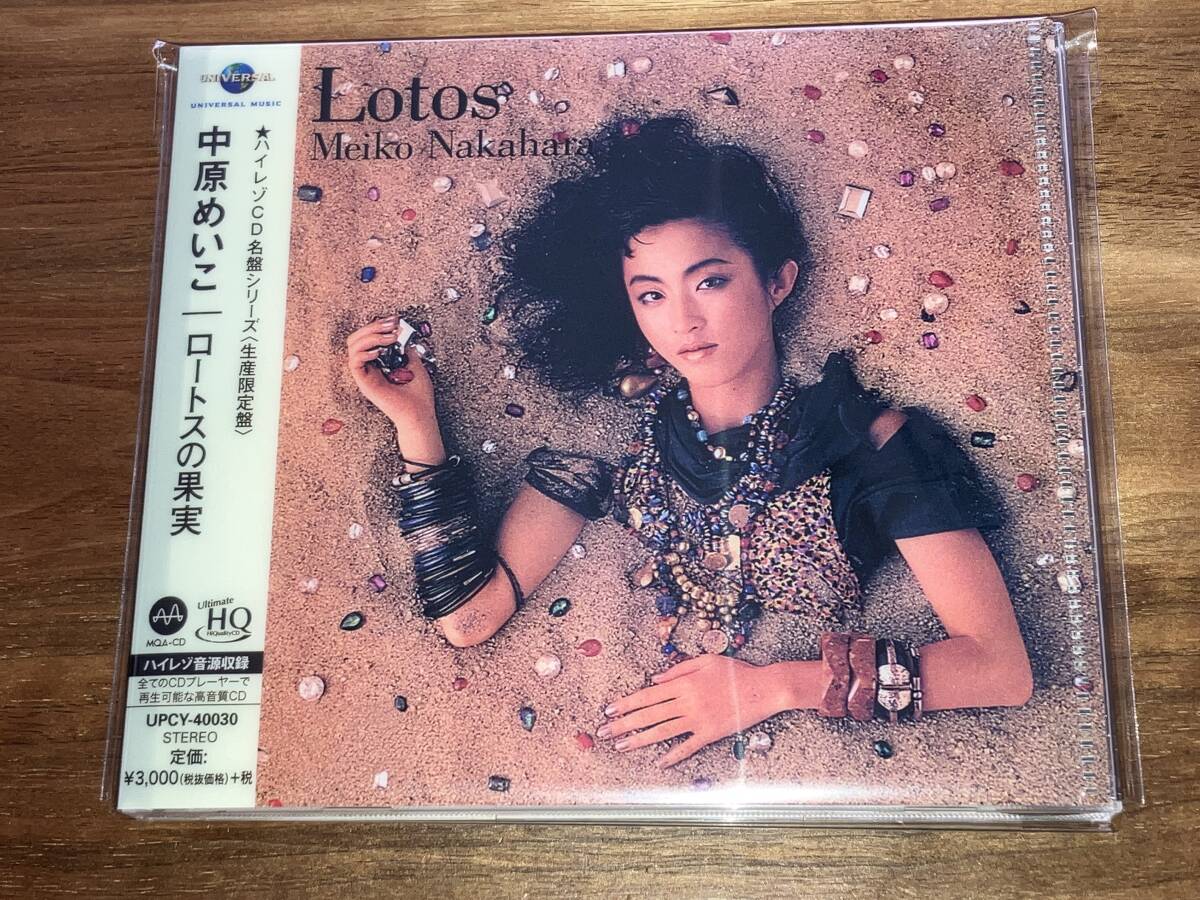 UNIVERSAL
UNIVERSAL MUSIC
★ハイレゾCD名盤シリーズ〈生産限定盤〉
中原めいこ｜ロートスの果実
MQA-CD
Ultimate
HQ
HiQualityCD
ハイレゾ音源収録
全てのCDプレーヤーで
再生可能な高音質CD
UPCY-40030
STEREO
定価:
¥3,000(税抜価格)+税
Lotos
Meiko Nakahara